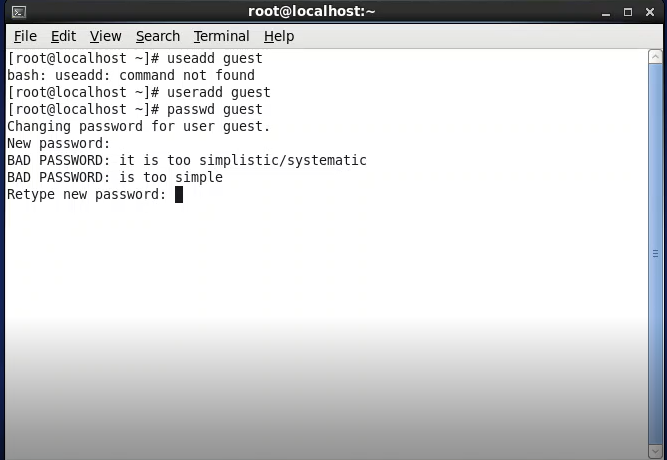 root@localhost:~
File Edit View Search Terminal Help
[root@localhost ~]# useadd guest
bash: useadd: command not found
[root@localhost ~]# useradd guest
[root@localhost ~]# passwd guest
Changing password for user guest.
New password:
BAD PASSWORD: it is too simplistic/systematic
BAD PASSWORD: is too simple
Retype new password: